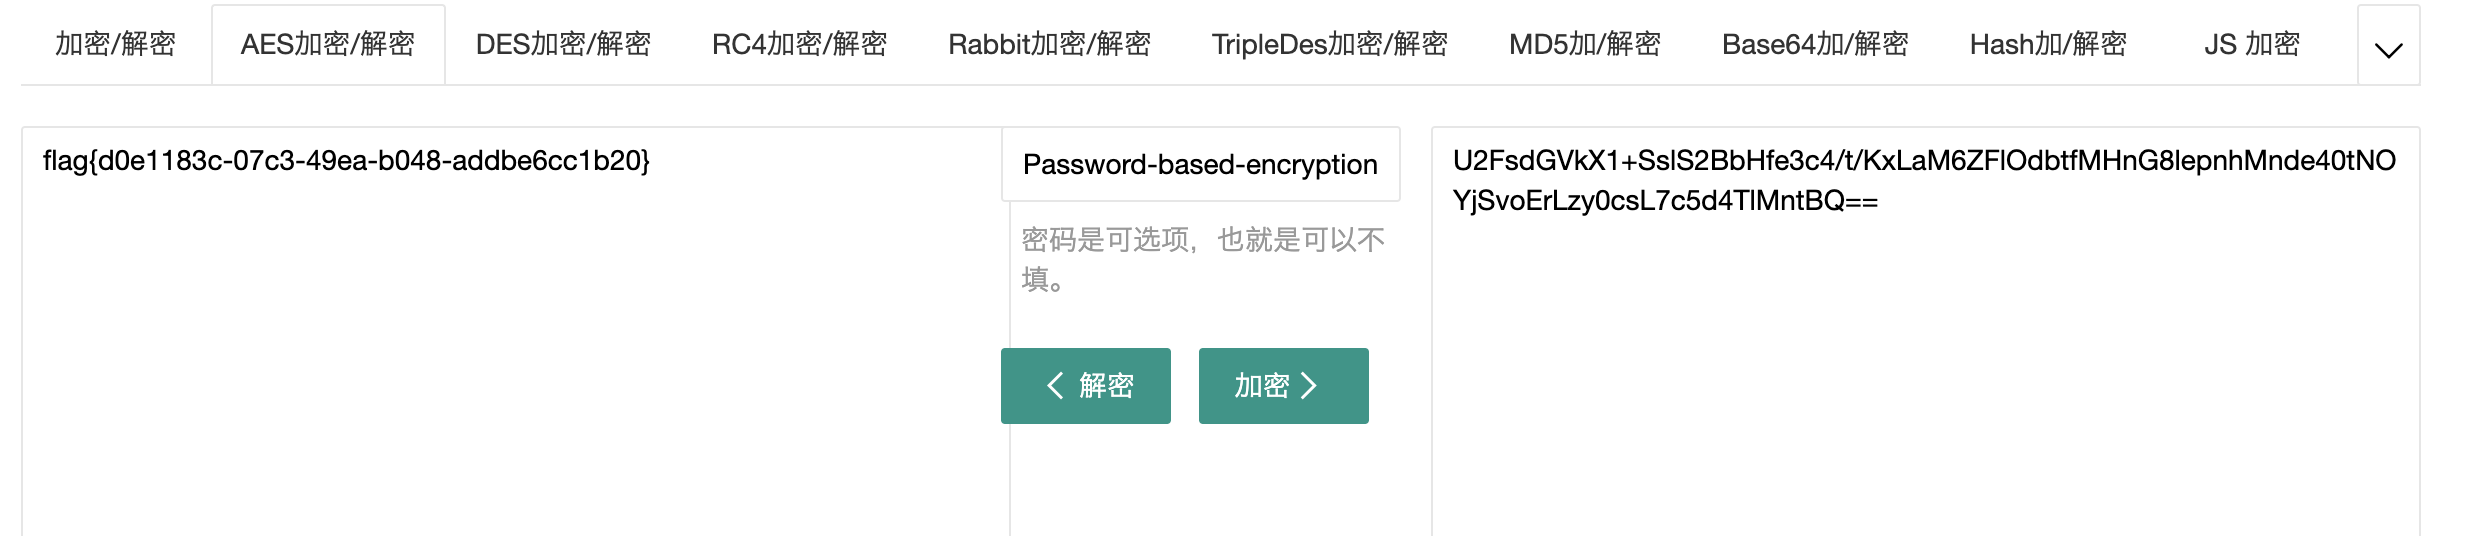 加密/解密 AES加密/解密 DES加密/解密 RC4加密/解密 Rabbit加密/解密 TripleDes加密/解密 MD5加/解密 Base64加/解密 Hash加/解密 JS 加密
flag{d0e1183c-07c3-49ea-b048-addbe6cc1b20}
Password-based-encryption
密码是可选项，也就是可以不
填。
解密 加密
U2FsdGVkX1+SslS2BbHfe3c4/t/KxLaM6ZFlOdbtfMHnG8lepnhMnde40tNO
YjSvoErLzy0csL7c5d4TlMntBQ==